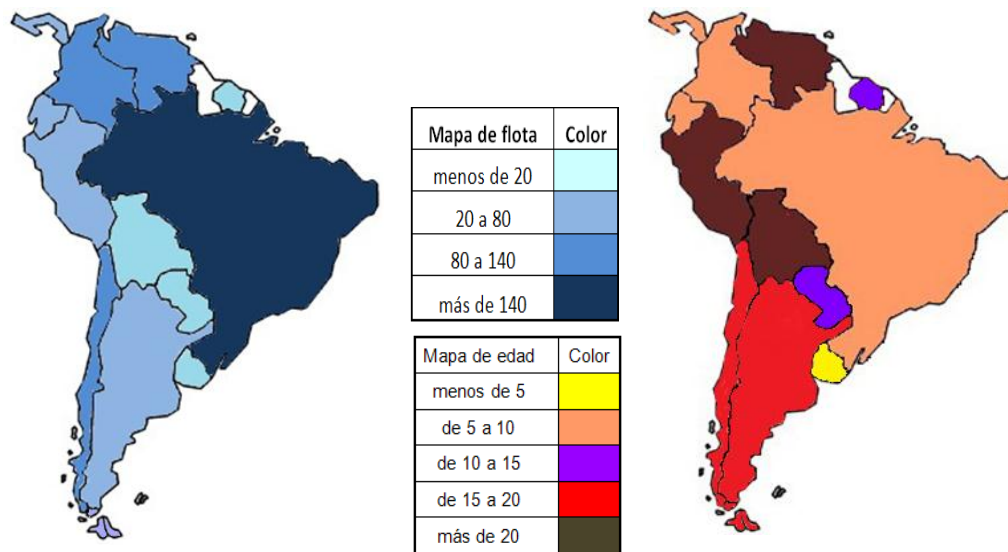 Mapa de flota Color
menos de 20
20 a 80
80 a 140
más de 140
Mapa de edad Color
menos de 5
de 5 a 10
de 10 a 15
de 15 a 20
más de 20